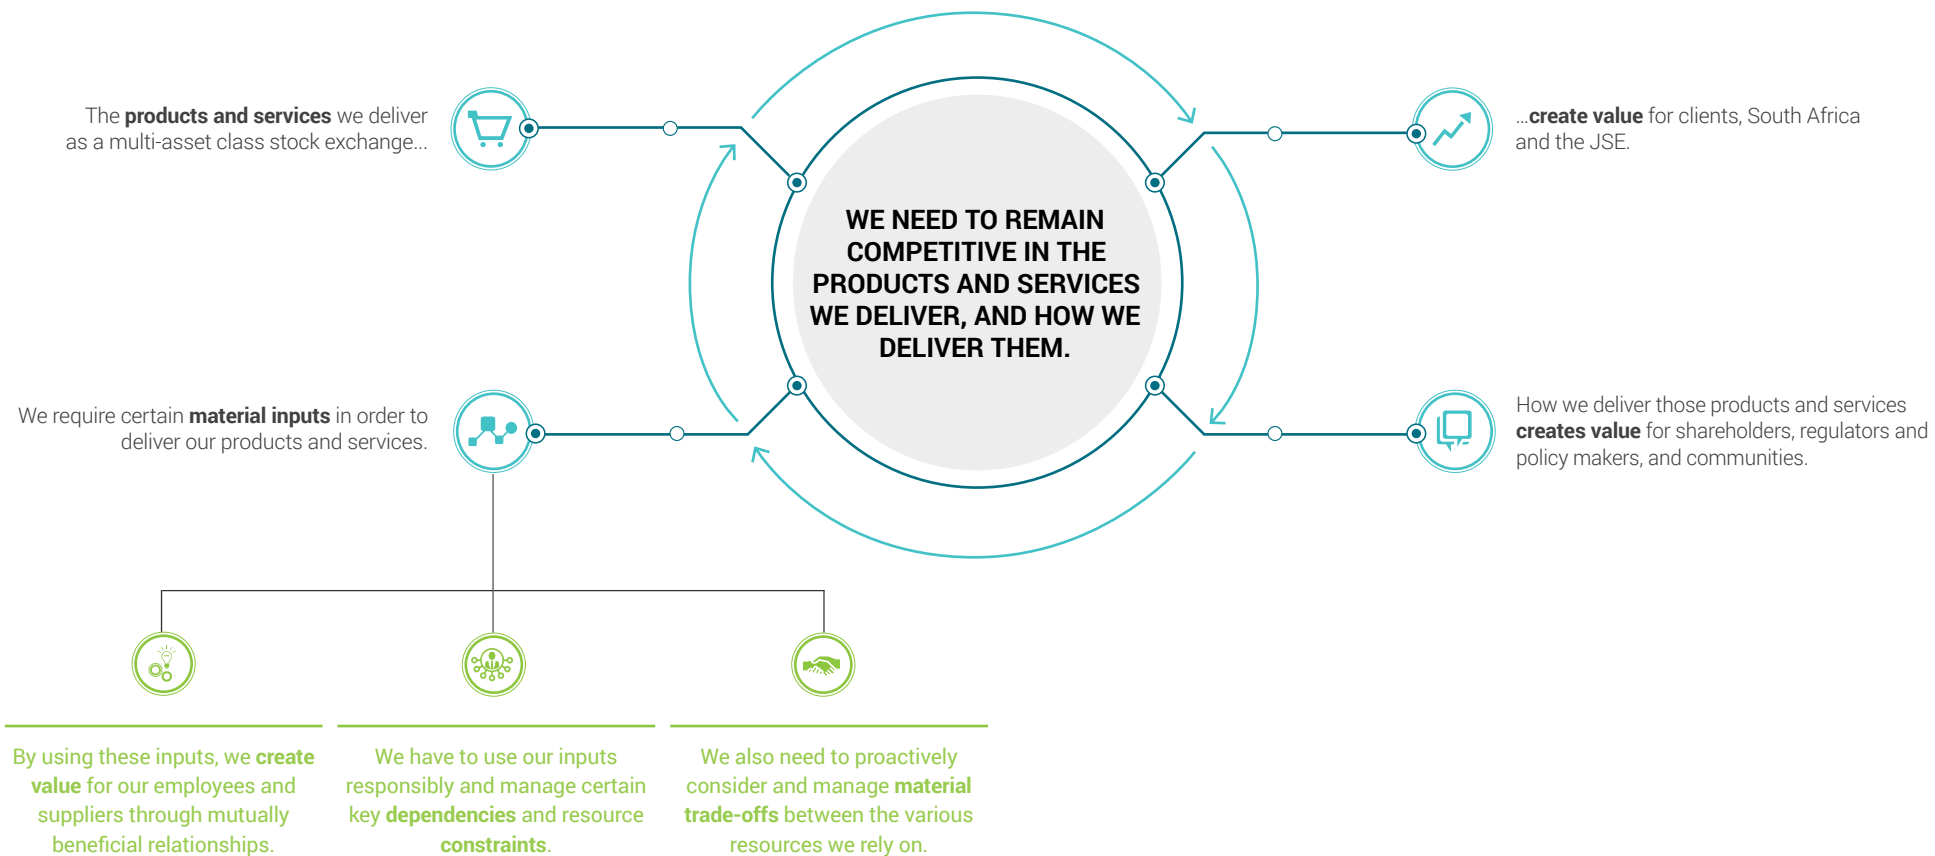 The products and services we deliver
as a multi-asset class stock exchange...
...create value for clients, South Africa
and the JSE.
WE NEED TO REMAIN
COMPETITIVE IN THE
PRODUCTS AND SERVICES
WE DELIVER, AND HOW WE
DELIVER THEM.
We require certain material inputs in order to
deliver our products and services.
How we deliver those products and services
creates value for shareholders, regulators and
policy makers, and communities.
By using these inputs, we create
value for our employees and
suppliers through mutually
beneficial relationships.
We have to use our inputs
responsibly and manage certain
key dependencies and resource
constraints.
We also need to proactively
consider and manage material
trade-offs between the various
resources we rely on.